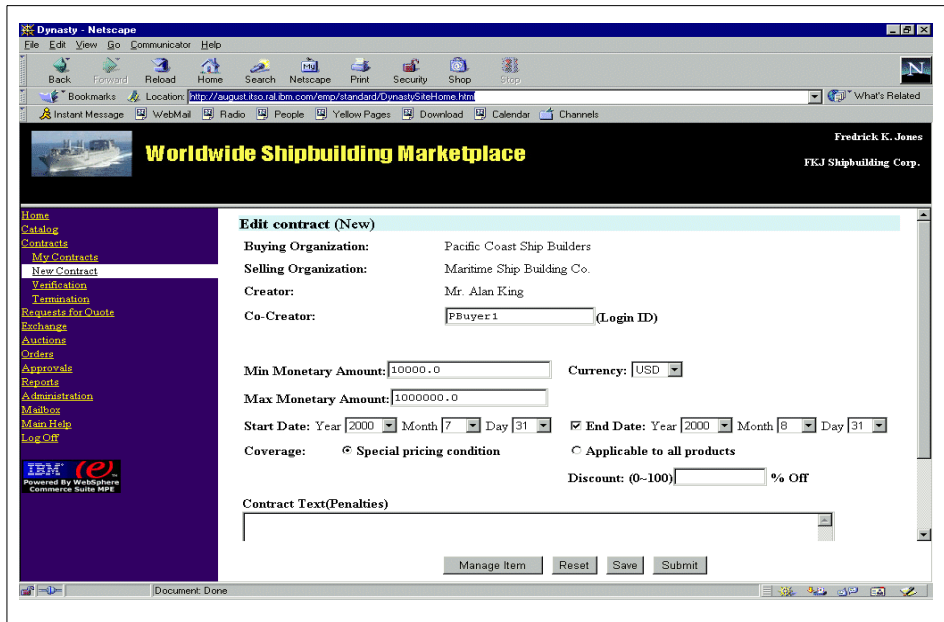 Dynasty - Netscape
File Edit View Go Communicator Help
Back Forward Reload Home Search Netscape Print Security Shop Stop
Bookmarks Location: http://august.itso.ral.ibm.com/emp/standard/DynastySiteHome.htm What's Related
Instant Message WebMail Radio People Yellow Pages Download Calendar Channels
Worldwide Shipbuilding Marketplace
Fredrick K. Jones
FKJ Shipbuilding Corp.
Home
Catalog
Contracts
My Contracts
New Contract
Verification
Termination
Requests for Quote
Exchange
Auctions
Orders
Approvals
Reports
Administration
Mailbox
Main Help
Log Off
IBM e
Powered By WebSphere
Commerce Suite MPE
Edit contract (New)
Buying Organization: Pacific Coast Ship Builders
Selling Organization: Maritime Ship Building Co.
Creator: Mr. Alan King
Co-Creator: PBuyer1 (Login ID)
Min Monetary Amount: 10000.0 Currency: USD
Max Monetary Amount: 1000000.0
Start Date: Year 2000 Month 7 Day 31 End Date: Year 2000 Month 8 Day 31
Coverage: Special pricing condition Applicable to all products
Discount: (0~100) % Off
Contract Text(Penalties)
Manage Item Reset Save Submit
Document: Done